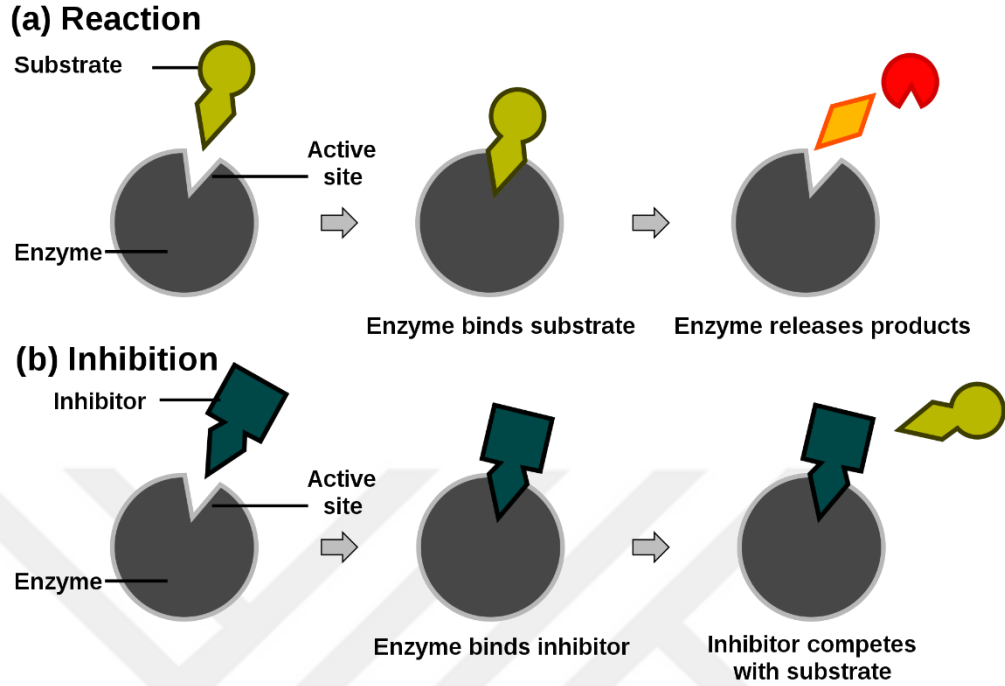 (a) Reaction
Substrate
Active
site
Enzyme
Enzyme binds substrate
Enzyme releases products
(b) Inhibition
Inhibitor
Active
site
Enzyme
Enzyme binds inhibitor
Inhibitor competes
with substrate